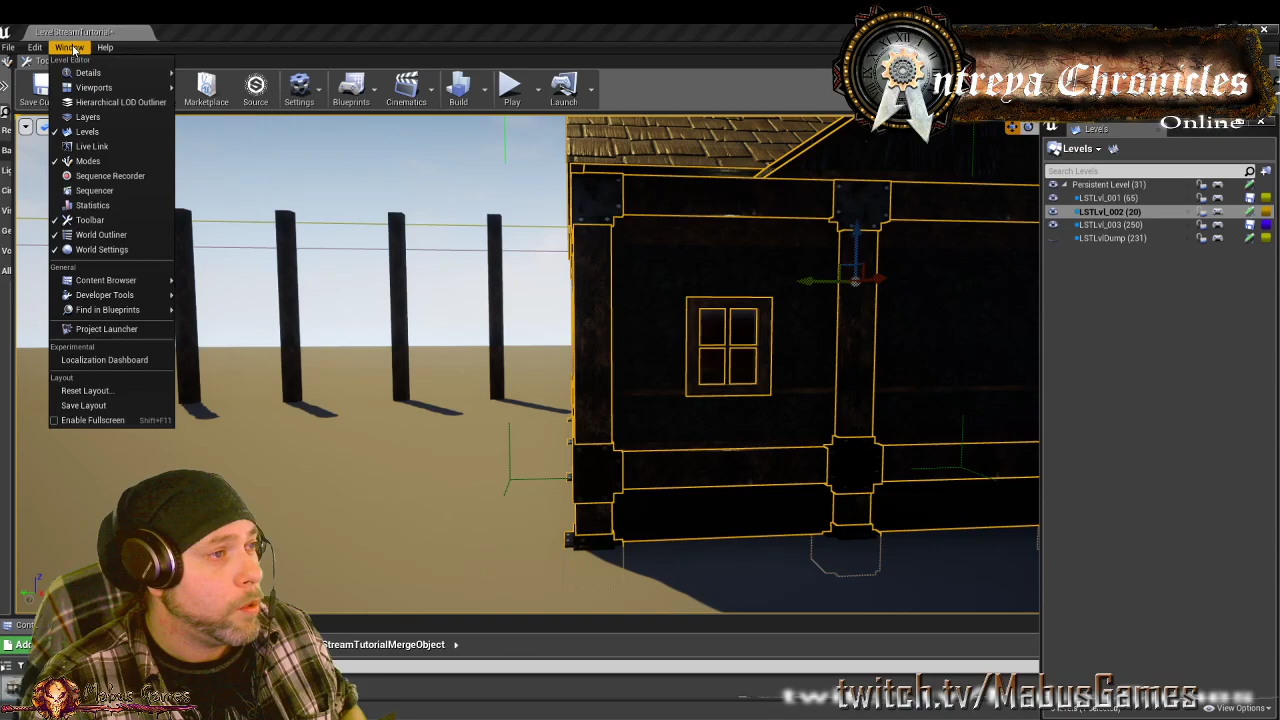 LevelStreamTurtorial*
File
Edit
Window
Help
Level Editor
Details
Viewports
Hierarchical LOD Outliner
Layers
Levels
Live Link
Modes
Sequence Recorder
Sequencer
Statistics
Toolbar
World Outliner
World Settings
General
Content Browser
Developer Tools
Find in Blueprints
Project Launcher
Experimental
Localization Dashboard
Layout
Reset Layout...
Save Layout
Enable Fullscreen Shift+F11
Save Cu
Marketplace
Source
Settings
Blueprints
Cinematics
Build
Play
Launch
Antreya Chronicles
Online
Levels
Levels
Search Levels
Persistent Level (31)
LSTLvl_001 (65)
LSTLvl_002 (20)
LSTLvl_003 (250)
LSTLvlDump (231)
StreamTutorialMergeObject
Mabus Games
twitch.tv/MabusGames
View Options